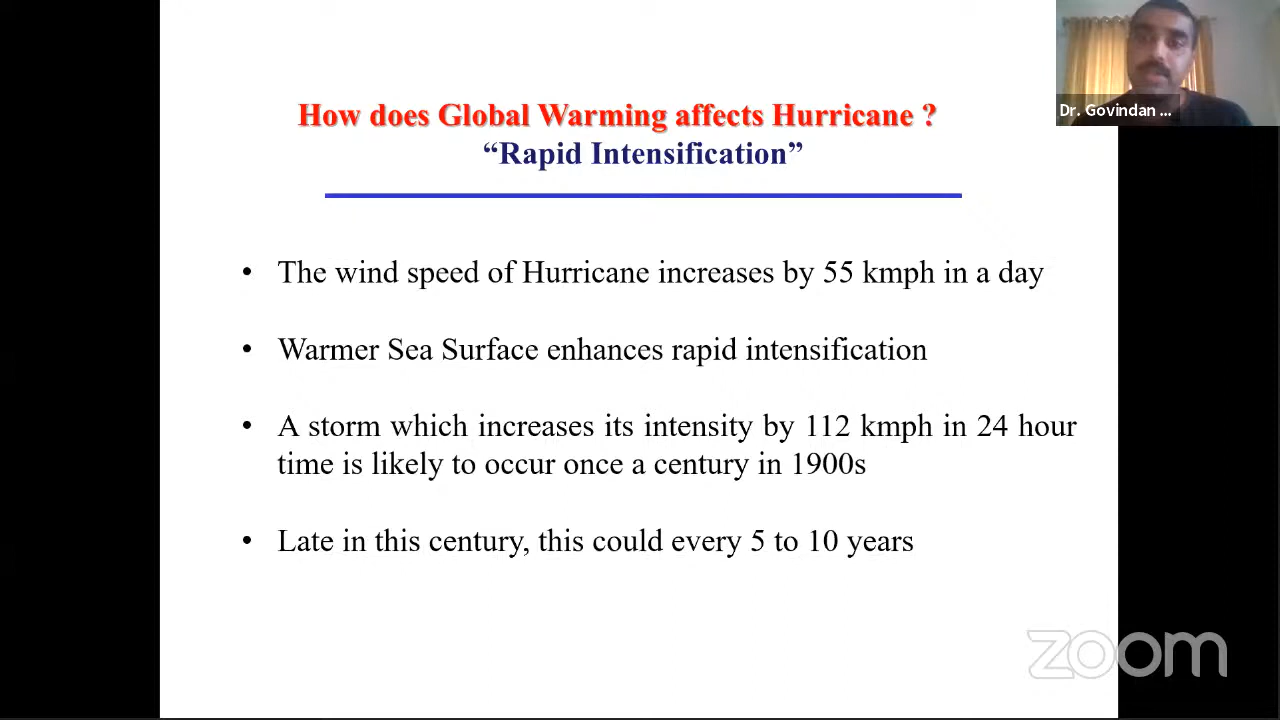 How does Global Warming affects Hurricane ?
“Rapid Intensification”
• The wind speed of Hurricane increases by 55 kmph in a day
• Warmer Sea Surface enhances rapid intensification
• A storm which increases its intensity by 112 kmph in 24 hour
time is likely to occur once a century in 1900s
• Late in this century, this could every 5 to 10 years
Dr. Govindan ...
zoom